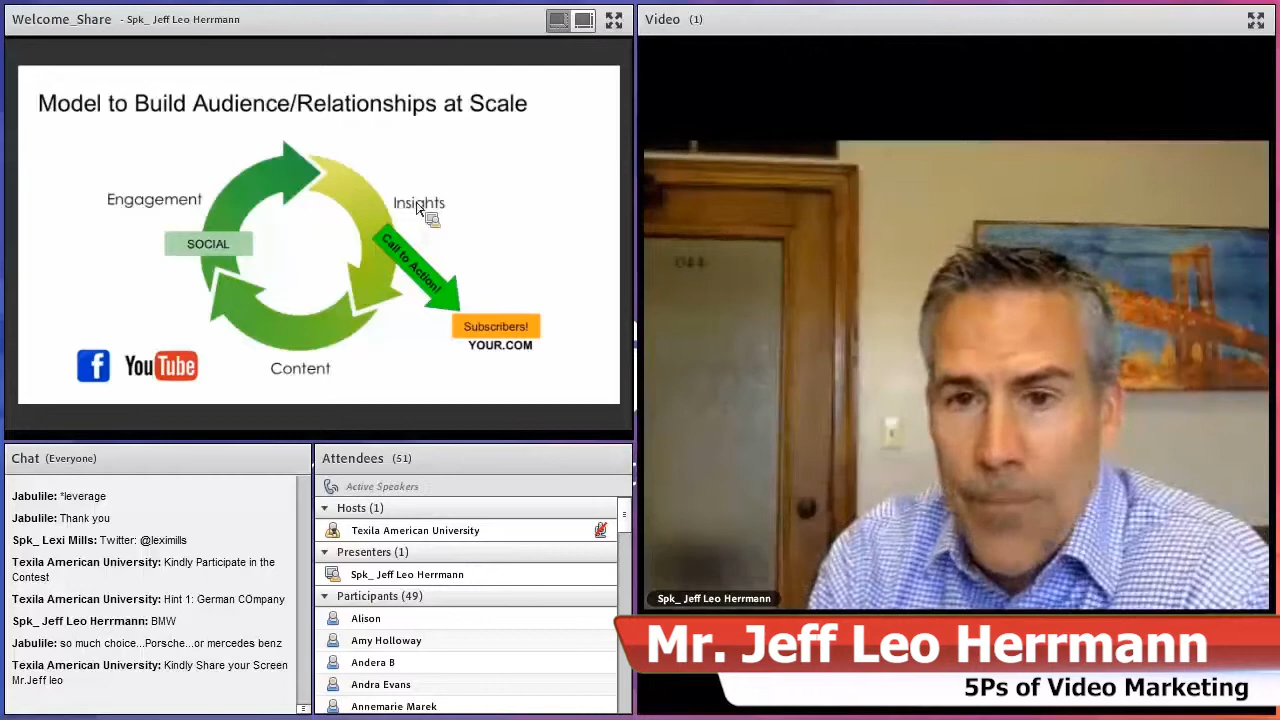 Welcome_Share - Spk_ Jeff Leo Herrmann
Model to Build Audience/Relationships at Scale
Engagement
Insights
SOCIAL
Call to Action!
Subscribers!
YOUR.COM
f YouTube
Content
Chat (Everyone)
Jabulile: *leverage
Jabulile: Thank you
Spk_ Lexi Mills: Twitter: @leximills
Texila American University: Kindly Participate in the
Contest
Texila American University: Hint 1: German COmpany
Spk_ Jeff Leo Herrmann: BMW
Jabulile: so much choice...Porsche..or mercedes benz
Texila American University: Kindly Share your Screen
Mr.Jeff leo
Attendees (51)
Active Speakers
Hosts (1)
Texila American University
Presenters (1)
Spk_ Jeff Leo Herrmann
Participants (49)
Alison
Amy Holloway
Andera B
Andra Evans
Annemarie Marek
Video (1)
Spk_ Jeff Leo Herrmann
Mr. Jeff Leo Herrmann
5Ps of Video Marketing